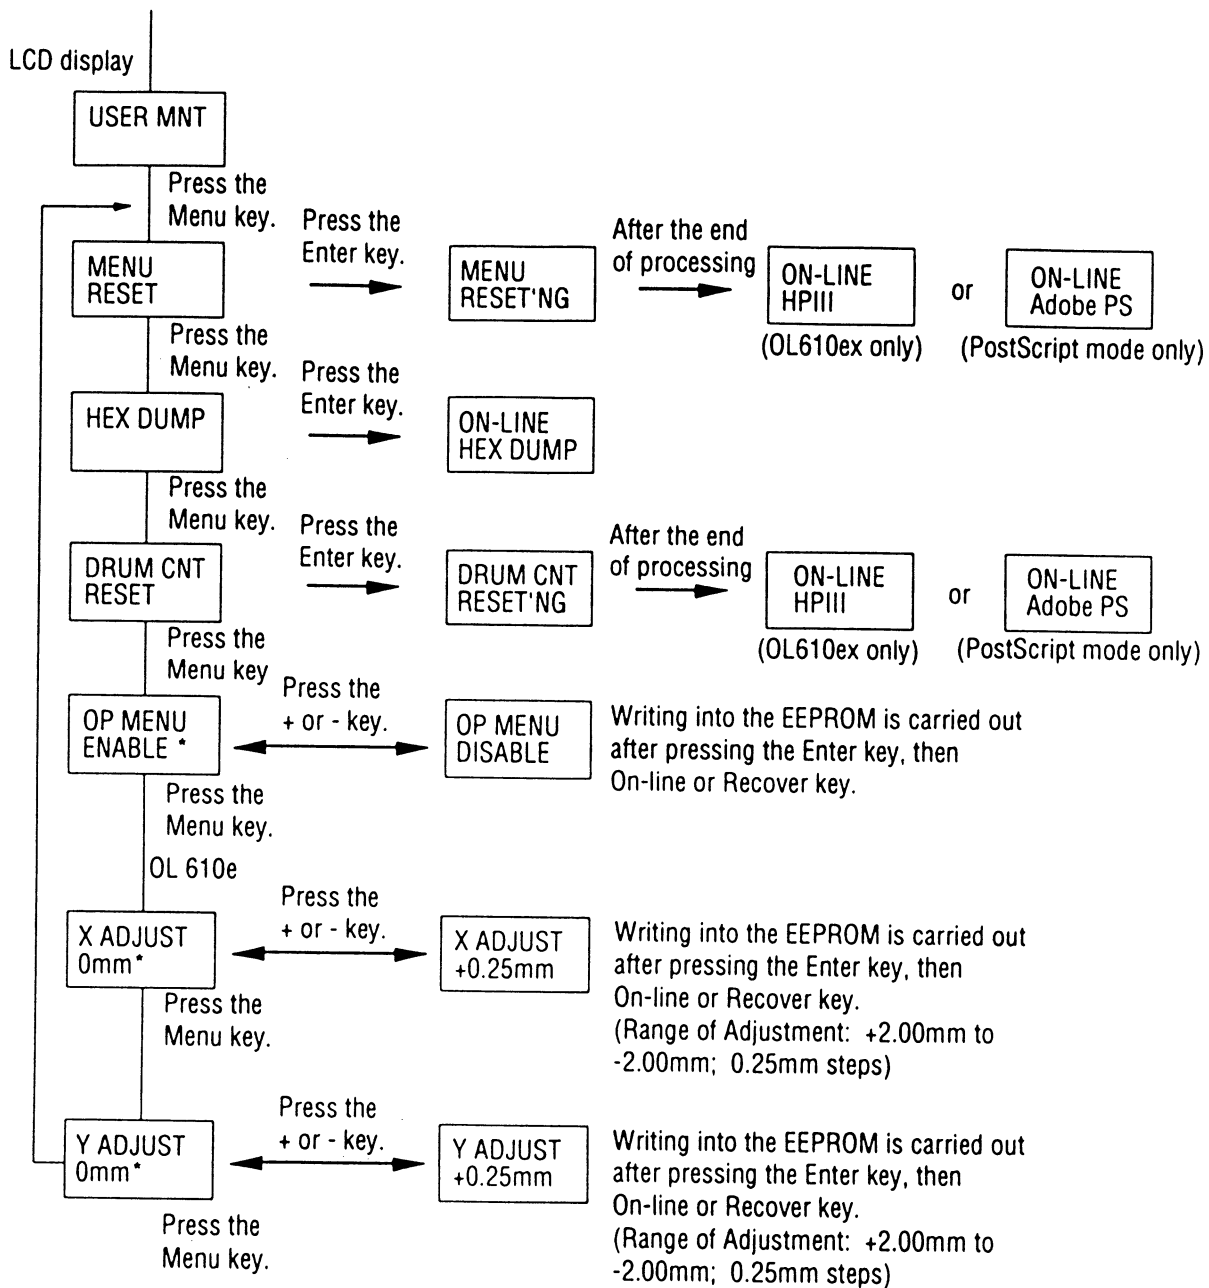 LCD display
USER MNT
Press the
Menu key.
Press the
Enter key.
After the end
of processing
MENU
RESET
MENU
RESET'NG
ON-LINE
HPIII
or
ON-LINE
Adobe PS
(OL610ex only)
(PostScript mode only)
Press the
Menu key.
Press the
Enter key.
HEX DUMP
ON-LINE
HEX DUMP
Press the
Menu key.
Press the
Enter key.
After the end
of processing
DRUM CNT
RESET
DRUM CNT
RESET'NG
ON-LINE
HPIII
or
ON-LINE
Adobe PS
(OL610ex only)
(PostScript mode only)
Press the
Menu key
Press the
+ or - key.
OP MENU
ENABLE *
OP MENU
DISABLE
Writing into the EEPROM is carried out
after pressing the Enter key, then
On-line or Recover key.
Press the
Menu key.
OL 610e
Press the
+ or - key.
X ADJUST
0mm*
X ADJUST
+0.25mm
Writing into the EEPROM is carried out
after pressing the Enter key, then
On-line or Recover key.
(Range of Adjustment: +2.00mm to
-2.00mm; 0.25mm steps)
Press the
Menu key.
Press the
+ or - key.
Y ADJUST
0mm*
Y ADJUST
+0.25mm
Writing into the EEPROM is carried out
after pressing the Enter key, then
On-line or Recover key.
(Range of Adjustment: +2.00mm to
-2.00mm; 0.25mm steps)
Press the
Menu key.